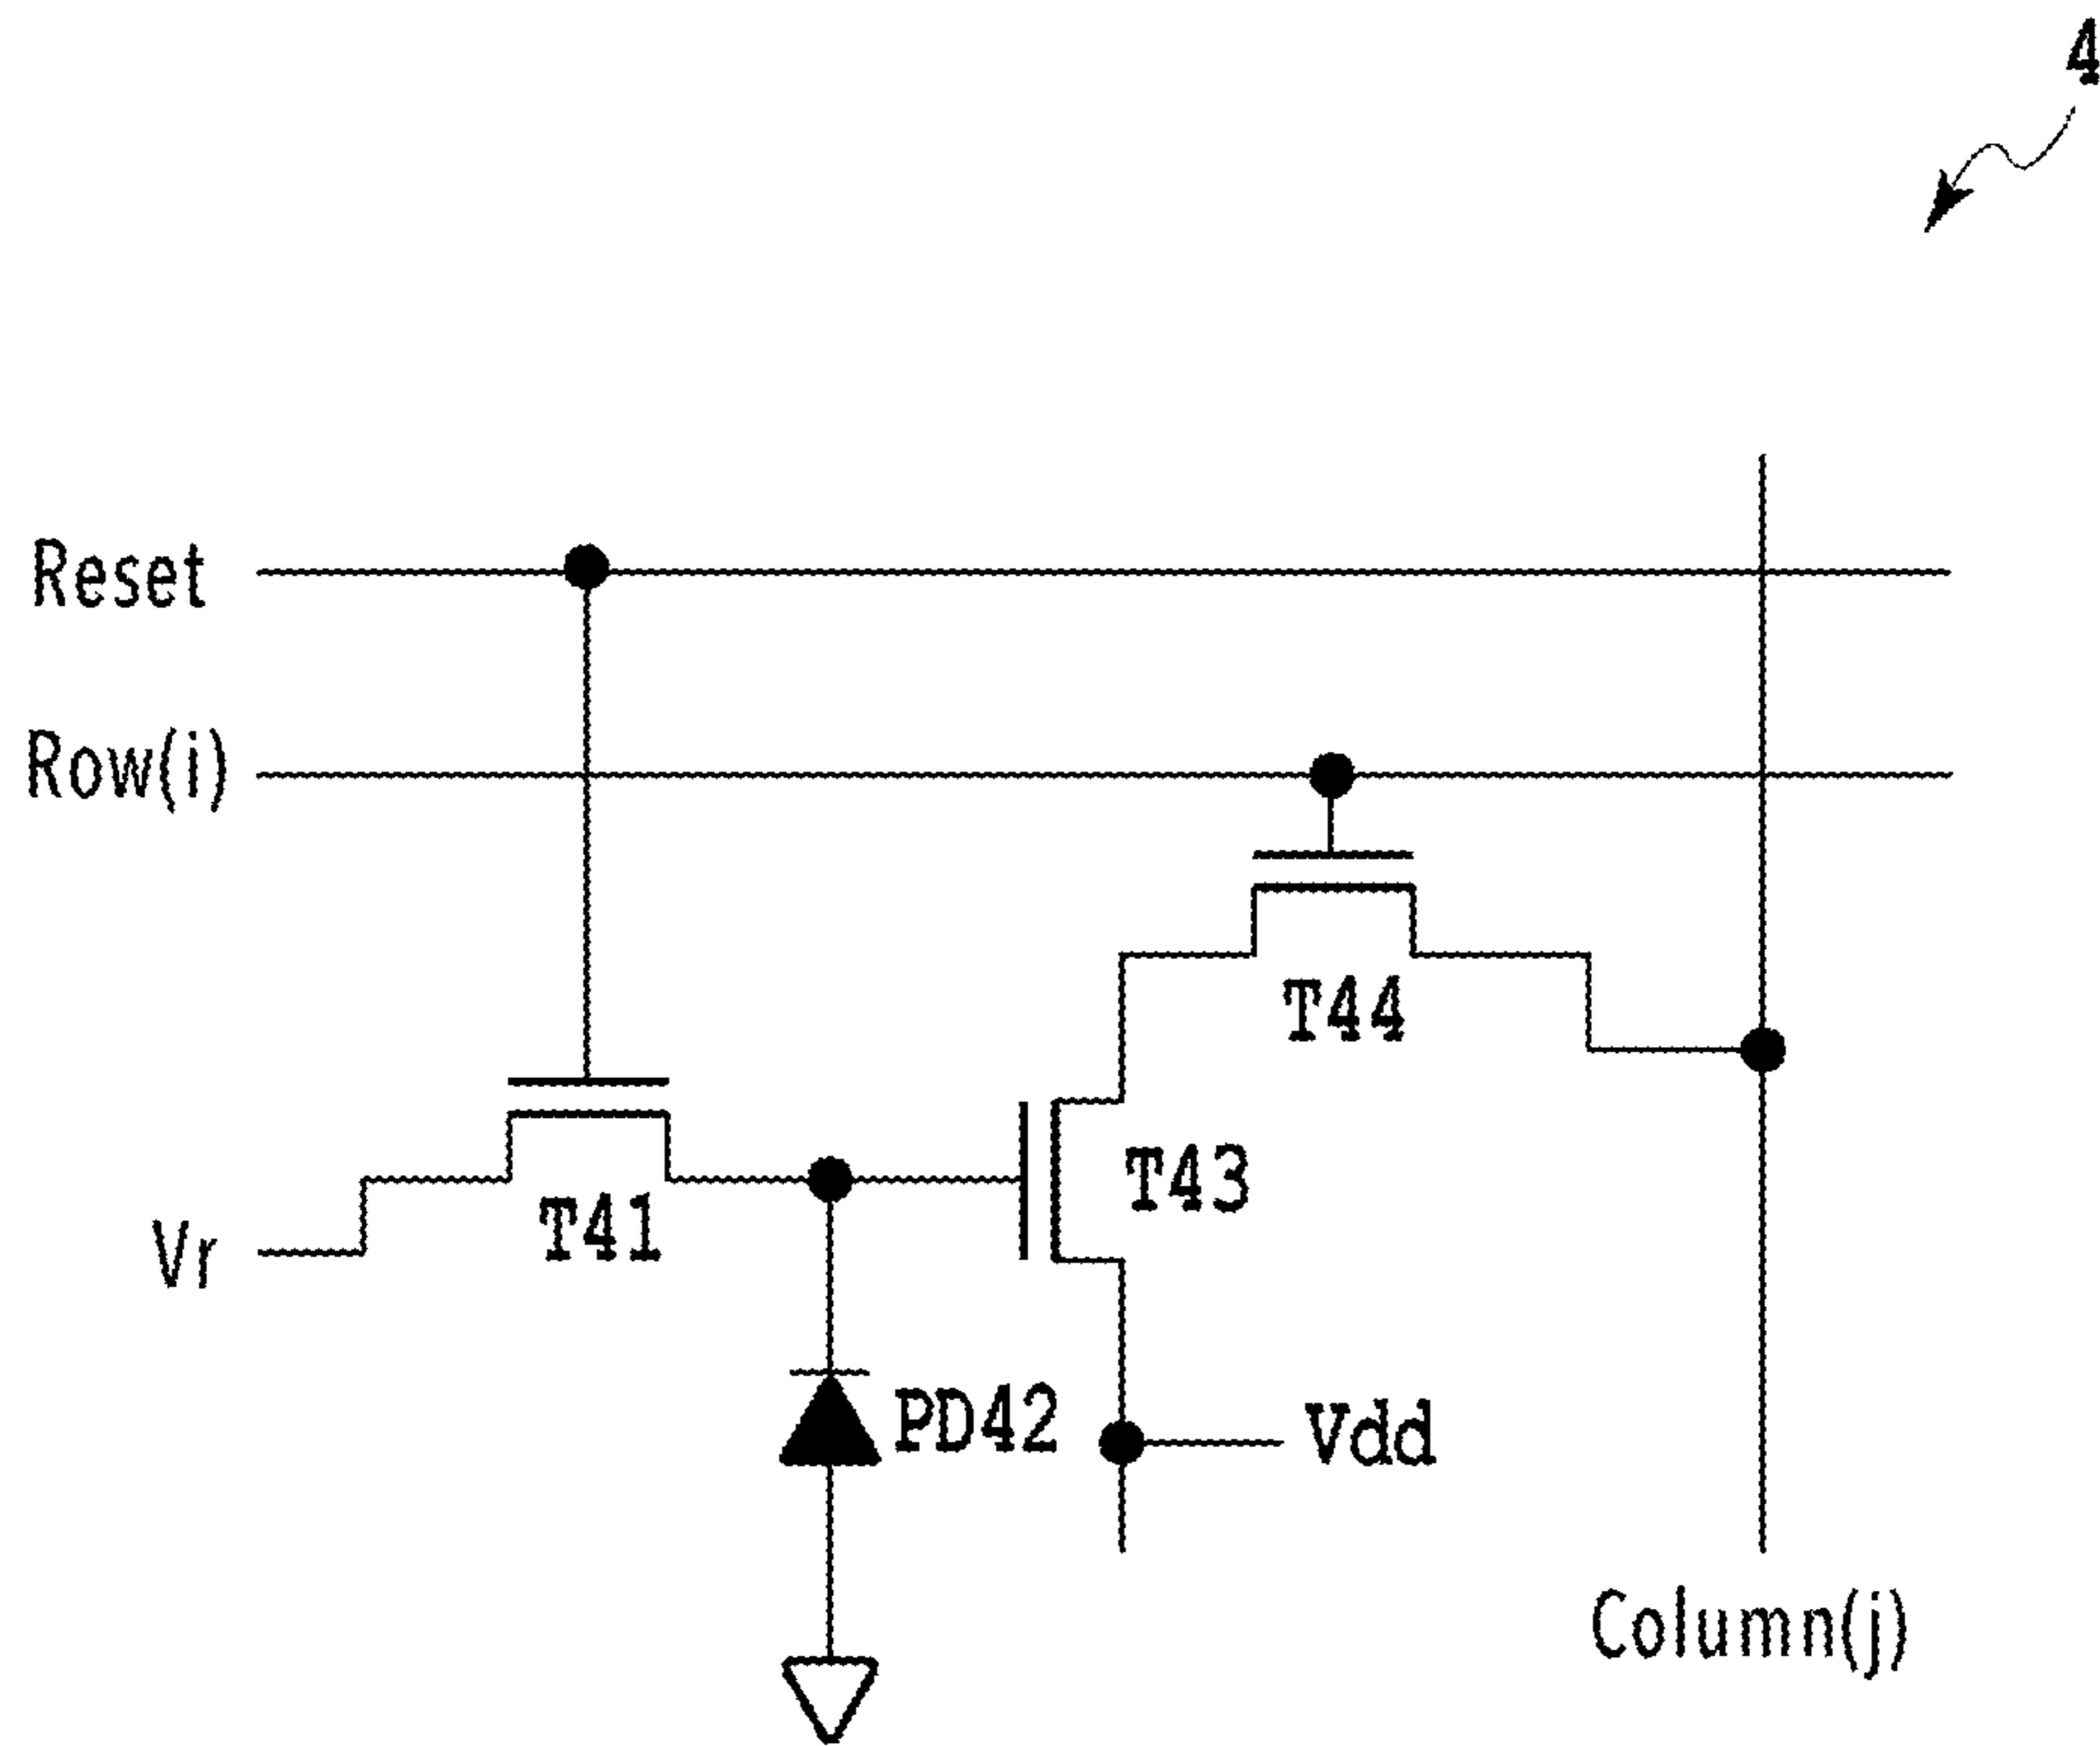 4
Reset
Row(i)
T44
T43
T41
Vr
PD42
Vdd
Column(j)